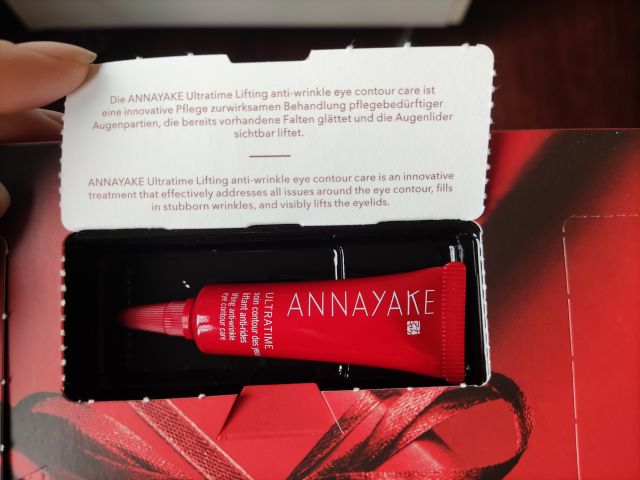 Die ANNAYAKE Ultratime Lifting anti-wrinkle eye contour care ist
eine innovative Pflege zurwirksamen Behandlung pflegebedürftiger
Augenpartien, die bereits vorhandene Falten glättet und die Augenlider
sichtbar liftet.
ANNAYAKE Ultratime Lifting anti-wrinkle eye contour care is an innovative
treatment that effectively addresses all issues around the eye contour, fills
in stubborn wrinkles, and visibly lifts the eyelids.
ANNAYAKE
ULTRATIME
soin contour des yeux
liftant anti-rides
lifting anti-wrinkle
eye contour care